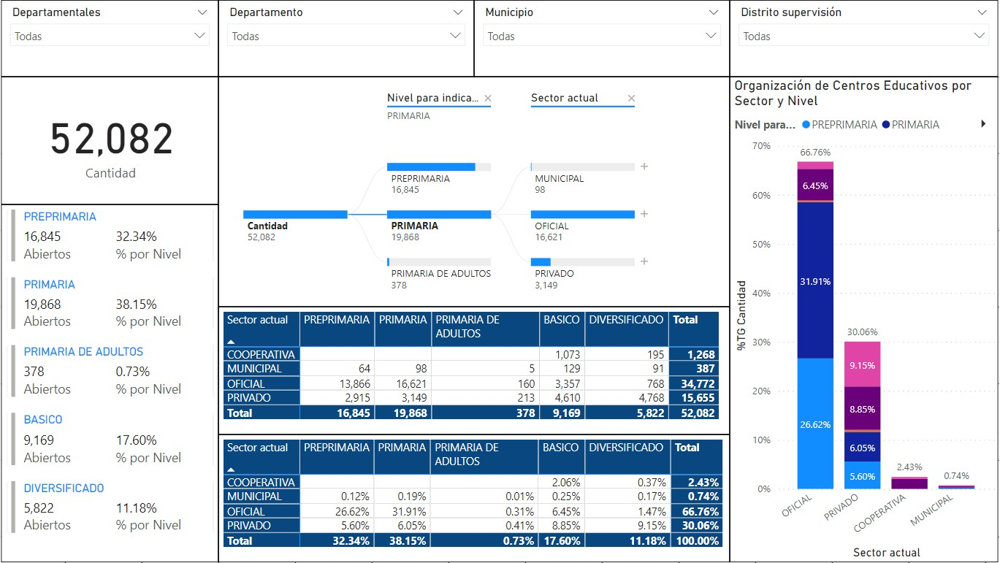 Departamentales
Todas
Departamento
Todas
Municipio
Todas
Distrito supervisión
Todas
52,082
Cantidad
PREPRIMARIA
16,845 32.34%
Abiertos % por Nivel
PRIMARIA
19,868 38.15%
Abiertos % por Nivel
PRIMARIA DE ADULTOS
378 0.73%
Abiertos % por Nivel
BASICO
9,169 17.60%
Abiertos % por Nivel
DIVERSIFICADO
5,822 11.18%
Abiertos % por Nivel
Nivel para indica... Sector actual
PRIMARIA
Cantidad
52,082
PREPRIMARIA
16,845
PRIMARIA
19,868
PRIMARIA DE ADULTOS
378
MUNICIPAL
98
OFICIAL
16,621
PRIVADO
3,149
Sector actual PREPRIMARIA PRIMARIA PRIMARIA DE ADULTOS BASICO DIVERSIFICADO Total
COOPERATIVA 1,073 195 1,268
MUNICIPAL 64 98 5 129 91 387
OFICIAL 13,866 16,621 160 3,357 768 34,772
PRIVADO 2,915 3,149 213 4,610 4,768 15,655
Total 16,845 19,868 378 9,169 5,822 52,082
Sector actual PREPRIMARIA PRIMARIA PRIMARIA DE ADULTOS BASICO DIVERSIFICADO Total
COOPERATIVA 2.06% 0.37% 2.43%
MUNICIPAL 0.12% 0.19% 0.01% 0.25% 0.17% 0.74%
OFICIAL 26.62% 31.91% 0.31% 6.45% 1.47% 66.76%
PRIVADO 5.60% 6.05% 0.41% 8.85% 9.15% 30.06%
Total 32.34% 38.15% 0.73% 17.60% 11.18% 100.00%
Organización de Centros Educativos por
Sector y Nivel
Nivel para... PREPRIMARIA PRIMARIA
%TG Cantidad
70%
60%
50%
40%
30%
20%
10%
0%
66.76%
6.45%
31.91%
26.62%
30.06%
9.15%
8.85%
6.05%
5.60%
2.43%
0.74%
OFICIAL
PRIVADO
COOPERATIVA
MUNICIPAL
Sector actual